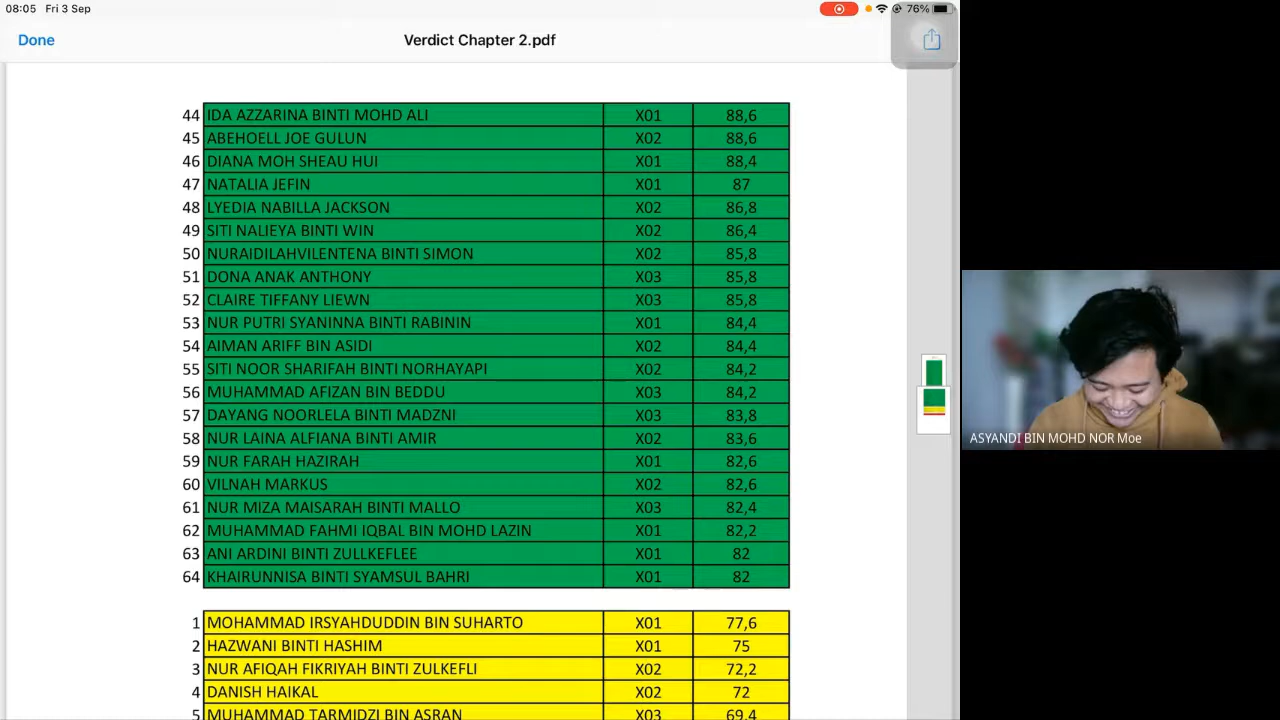 08:05 Fri 3 Sep 76%
Done Verdict Chapter 2.pdf
44 IDA AZZARINA BINTI MOHD ALI X01 88,6
45 ABEHOELL JOE GULUN X02 88,6
46 DIANA MOH SHEAU HUI X01 88,4
47 NATALIA JEFIN X01 87
48 LYEDIA NABILLA JACKSON X02 86,8
49 SITI NALIEYA BINTI WIN X02 86,4
50 NURAIDILAHVILENTENA BINTI SIMON X02 85,8
51 DONA ANAK ANTHONY X03 85,8
52 CLAIRE TIFFANY LIEWN X03 85,8
53 NUR PUTRI SYANINNA BINTI RABININ X01 84,4
54 AIMAN ARIFF BIN ASIDI X02 84,4
55 SITI NOOR SHARIFAH BINTI NORHAYAPI X02 84,2
56 MUHAMMAD AFIZAN BIN BEDDU X03 84,2
57 DAYANG NOORLELA BINTI MADZNI X03 83,8
58 NUR LAINA ALFIANA BINTI AMIR X02 83,6
59 NUR FARAH HAZIRAH X01 82,6
60 VILNAH MARKUS X02 82,6
61 NUR MIZA MAISARAH BINTI MALLO X03 82,4
62 MUHAMMAD FAHMI IQBAL BIN MOHD LAZIN X01 82,2
63 ANI ARDINI BINTI ZULLKEFLEE X01 82
64 KHAIRUNNISA BINTI SYAMSUL BAHRI X01 82
1 MOHAMMAD IRSYAHDUDDIN BIN SUHARTO X01 77,6
2 HAZWANI BINTI HASHIM X01 75
3 NUR AFIQAH FIKRIYAH BINTI ZULKEFLI X02 72,2
4 DANISH HAIKAL X02 72
5 MUHAMMAD TARMIDZI BIN ASRAN X03 69,4
ASYANDI BIN MOHD NOR Moe